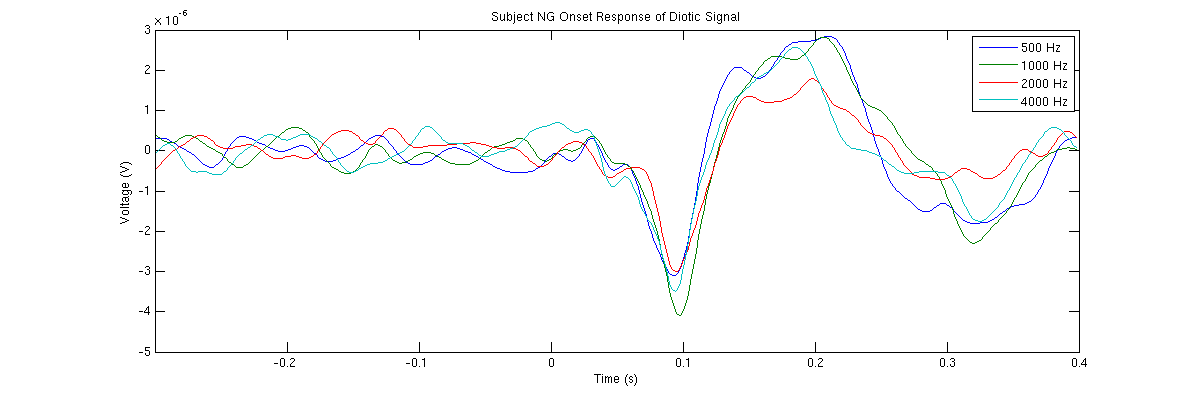 Subject NG Onset Response of Diotic Signal
× 10⁻⁶
3
2
1
0
-1
-2
-3
-4
-5
Voltage (V)
-0.2
-0.1
0
0.1
0.2
0.3
0.4
Time (s)
500 Hz
1000 Hz
2000 Hz
4000 Hz